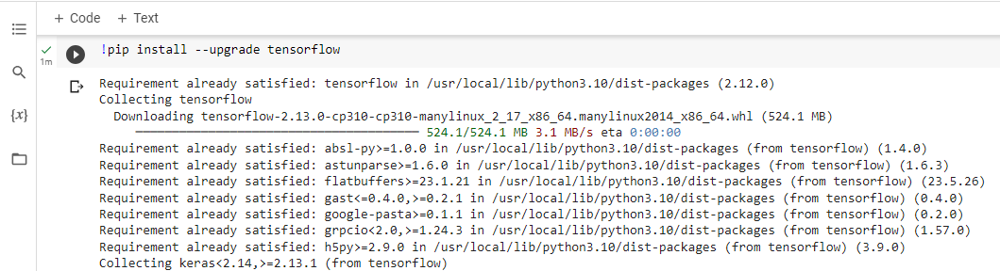 + Code + Text
!pip install --upgrade tensorflow
1m
Requirement already satisfied: tensorflow in /usr/local/lib/python3.10/dist-packages (2.12.0)
Collecting tensorflow
Downloading tensorflow-2.13.0-cp310-cp310-manylinux_2_17_x86_64.manylinux2014_x86_64.whl (524.1 MB)
524.1/524.1 MB 3.1 MB/s eta 0:00:00
Requirement already satisfied: absl-py>=1.0.0 in /usr/local/lib/python3.10/dist-packages (from tensorflow) (1.4.0)
Requirement already satisfied: astunparse>=1.6.0 in /usr/local/lib/python3.10/dist-packages (from tensorflow) (1.6.3)
Requirement already satisfied: flatbuffers>=23.1.21 in /usr/local/lib/python3.10/dist-packages (from tensorflow) (23.5.26)
Requirement already satisfied: gast<=0.4.0,>=0.2.1 in /usr/local/lib/python3.10/dist-packages (from tensorflow) (0.4.0)
Requirement already satisfied: google-pasta>=0.1.1 in /usr/local/lib/python3.10/dist-packages (from tensorflow) (0.2.0)
Requirement already satisfied: grpcio<2.0,>=1.24.3 in /usr/local/lib/python3.10/dist-packages (from tensorflow) (1.57.0)
Requirement already satisfied: h5py>=2.9.0 in /usr/local/lib/python3.10/dist-packages (from tensorflow) (3.9.0)
Collecting keras<2.14,>=2.13.1 (from tensorflow)
{x}